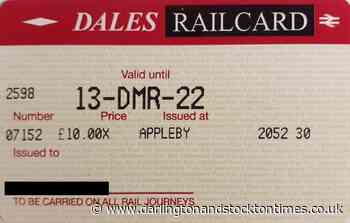 DALES RAILCARD
Valid until
2598 13-DMR-22
Number Price Issued at
07152 £10.00X APPLEBY 2052 30
Issued to
TO BE CARRIED ON ALL RAIL JOURNEYS
© www.darlingtonandstocktontimes.co.uk